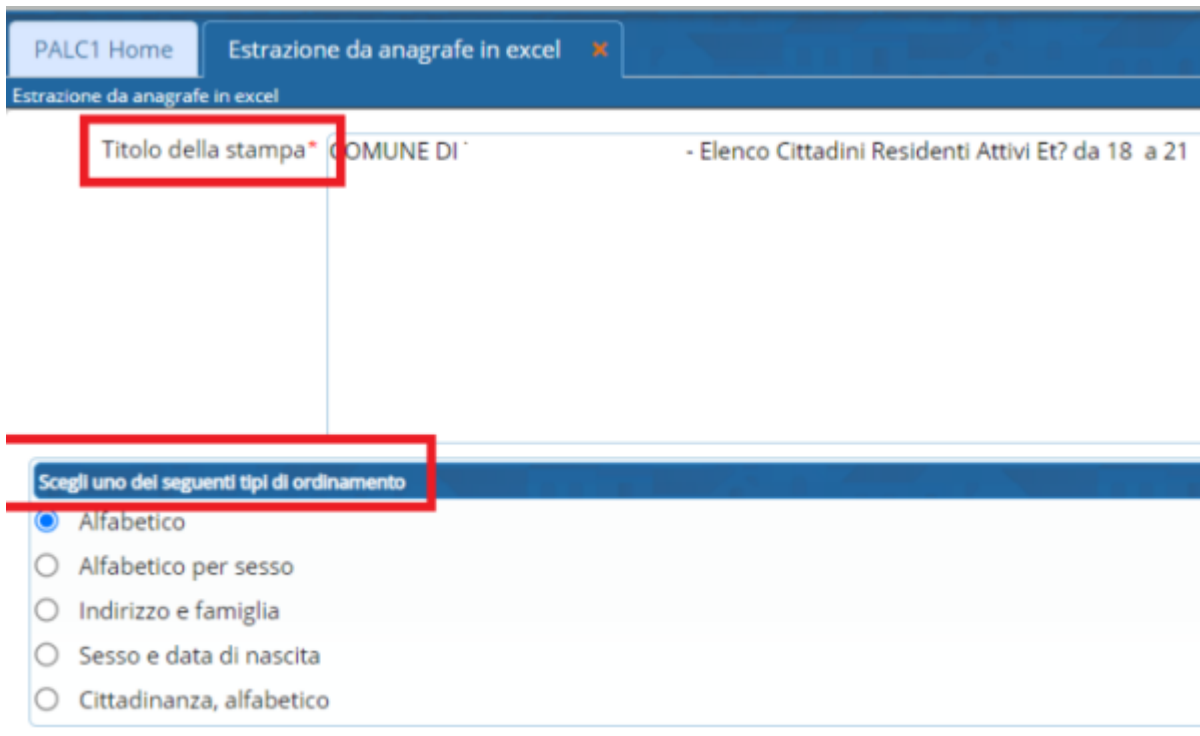 PALC1 Home
Estrazione da anagrafe in excel
Estrazione da anagrafe in excel
Titolo della stampa*
COMUNE DI - Elenco Cittadini Residenti Attivi Et? da 18 a 21
Scegli uno dei seguenti tipi di ordinamento
Alfabetico
Alfabetico per sesso
Indirizzo e famiglia
Sesso e data di nascita
Cittadinanza, alfabetico